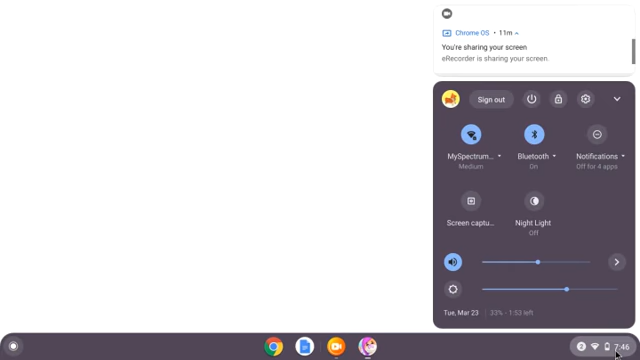 Chrome OS • 11m
You're sharing your screen
eRecorder is sharing your screen.
Sign out
MySpectrum...
Medium
Bluetooth
On
Notifications
Off for 4 apps
Screen captu...
Night Light
Off
Tue, Mar 23 | 33% - 1:53 left
2 7:46